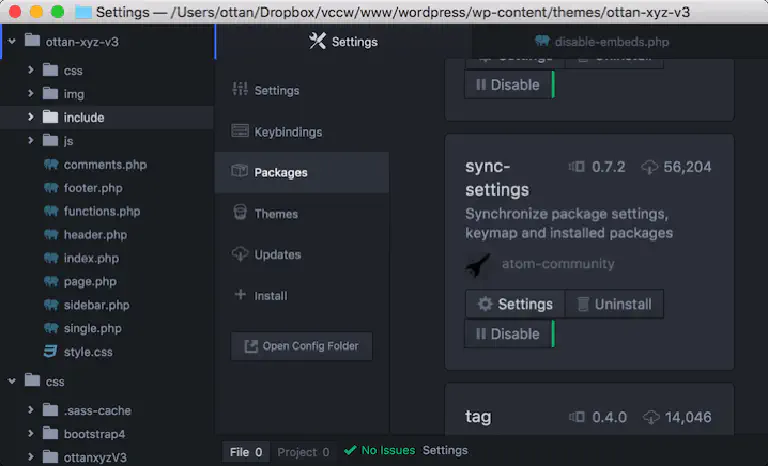 Settings — /Users/ottan/Dropbox/vccw/www/wordpress/wp-content/themes/ottan-xyz-v3
ottan-xyz-v3
css
img
include
js
comments.php
footer.php
functions.php
header.php
index.php
page.php
sidebar.php
single.php
style.css
css
.sass-cache
bootstrap4
ottanxyzV3
Settings
disable-embeds.php
Settings
Keybindings
Packages
Themes
Updates
Install
Open Config Folder
Settings Uninstall
Disable
sync-
settings
0.7.2 56,204
Synchronize package settings,
keymap and installed packages
atom-community
Settings Uninstall
Disable
tag 0.4.0 14,046
File 0 Project 0 No Issues Settings